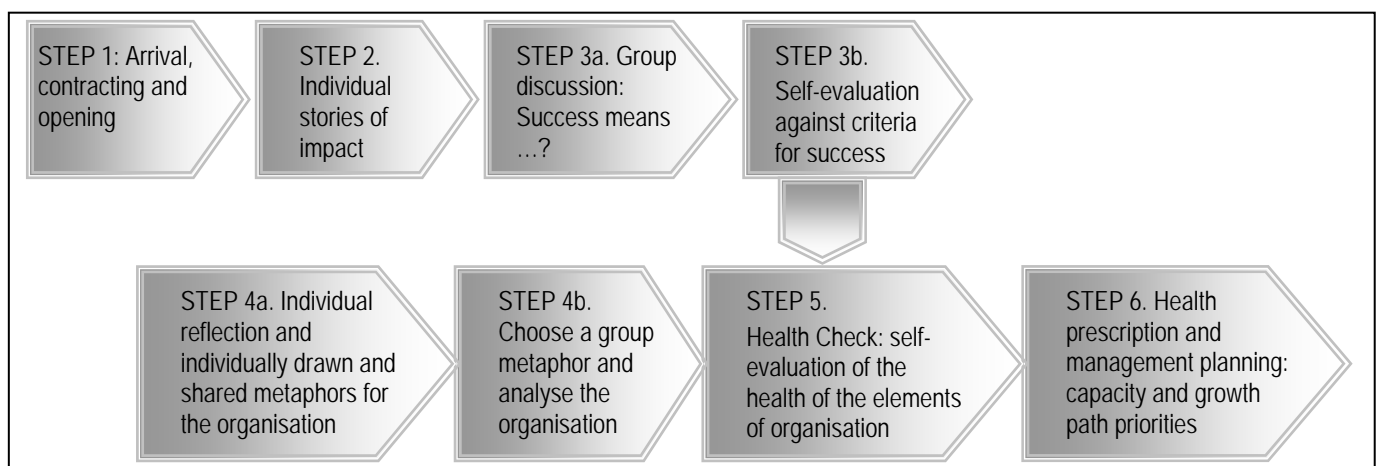 STEP 1: Arrival,
contracting and
opening
STEP 2.
Individual
stories of
impact
STEP 3a. Group
discussion:
Success means
…?
STEP 3b.
Self-evaluation
against criteria
for success
STEP 4a. Individual
reflection and
individually drawn and
shared metaphors for
the organisation
STEP 4b.
Choose a group
metaphor and
analyse the
organisation
STEP 5.
Health Check: self-
evaluation of the
health of the elements
of organisation
STEP 6. Health
prescription and
management planning:
capacity and growth
path priorities